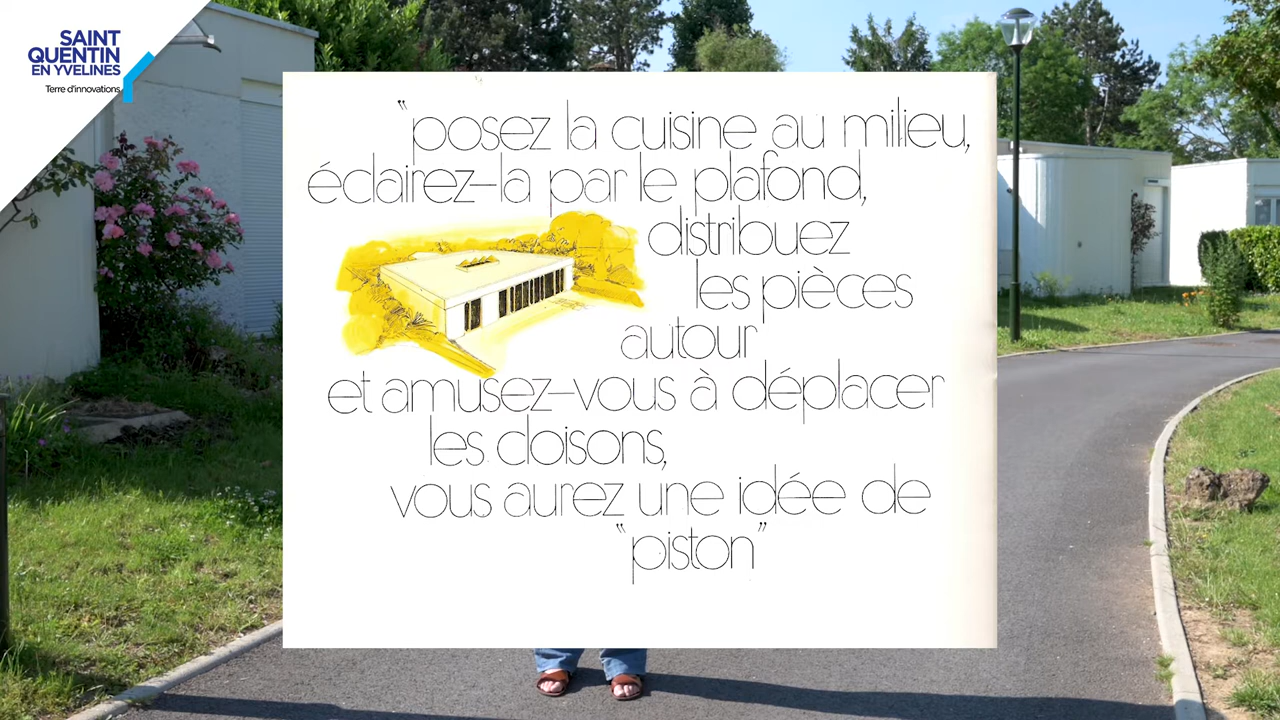 SAINT
QUENTIN
EN YVELINES
Terre d'innovations
"posez la cuisine au milieu,
éclairez-la par le plafond,
distribuez
les pièces
autour
et amusez-vous à déplacer
les cloisons,
vous aurez une idée de
"piston"